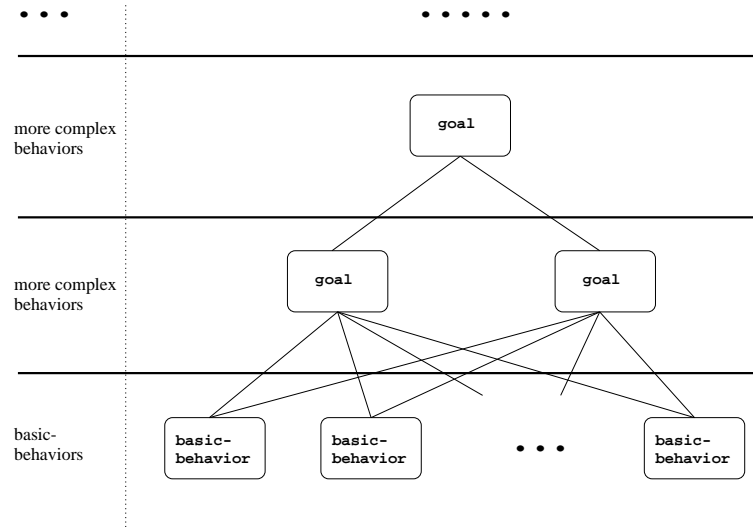 more complex
behaviors
goal
more complex
behaviors
goal
goal
basic-
behaviors
basic-
behavior
basic-
behavior
basic-
behavior